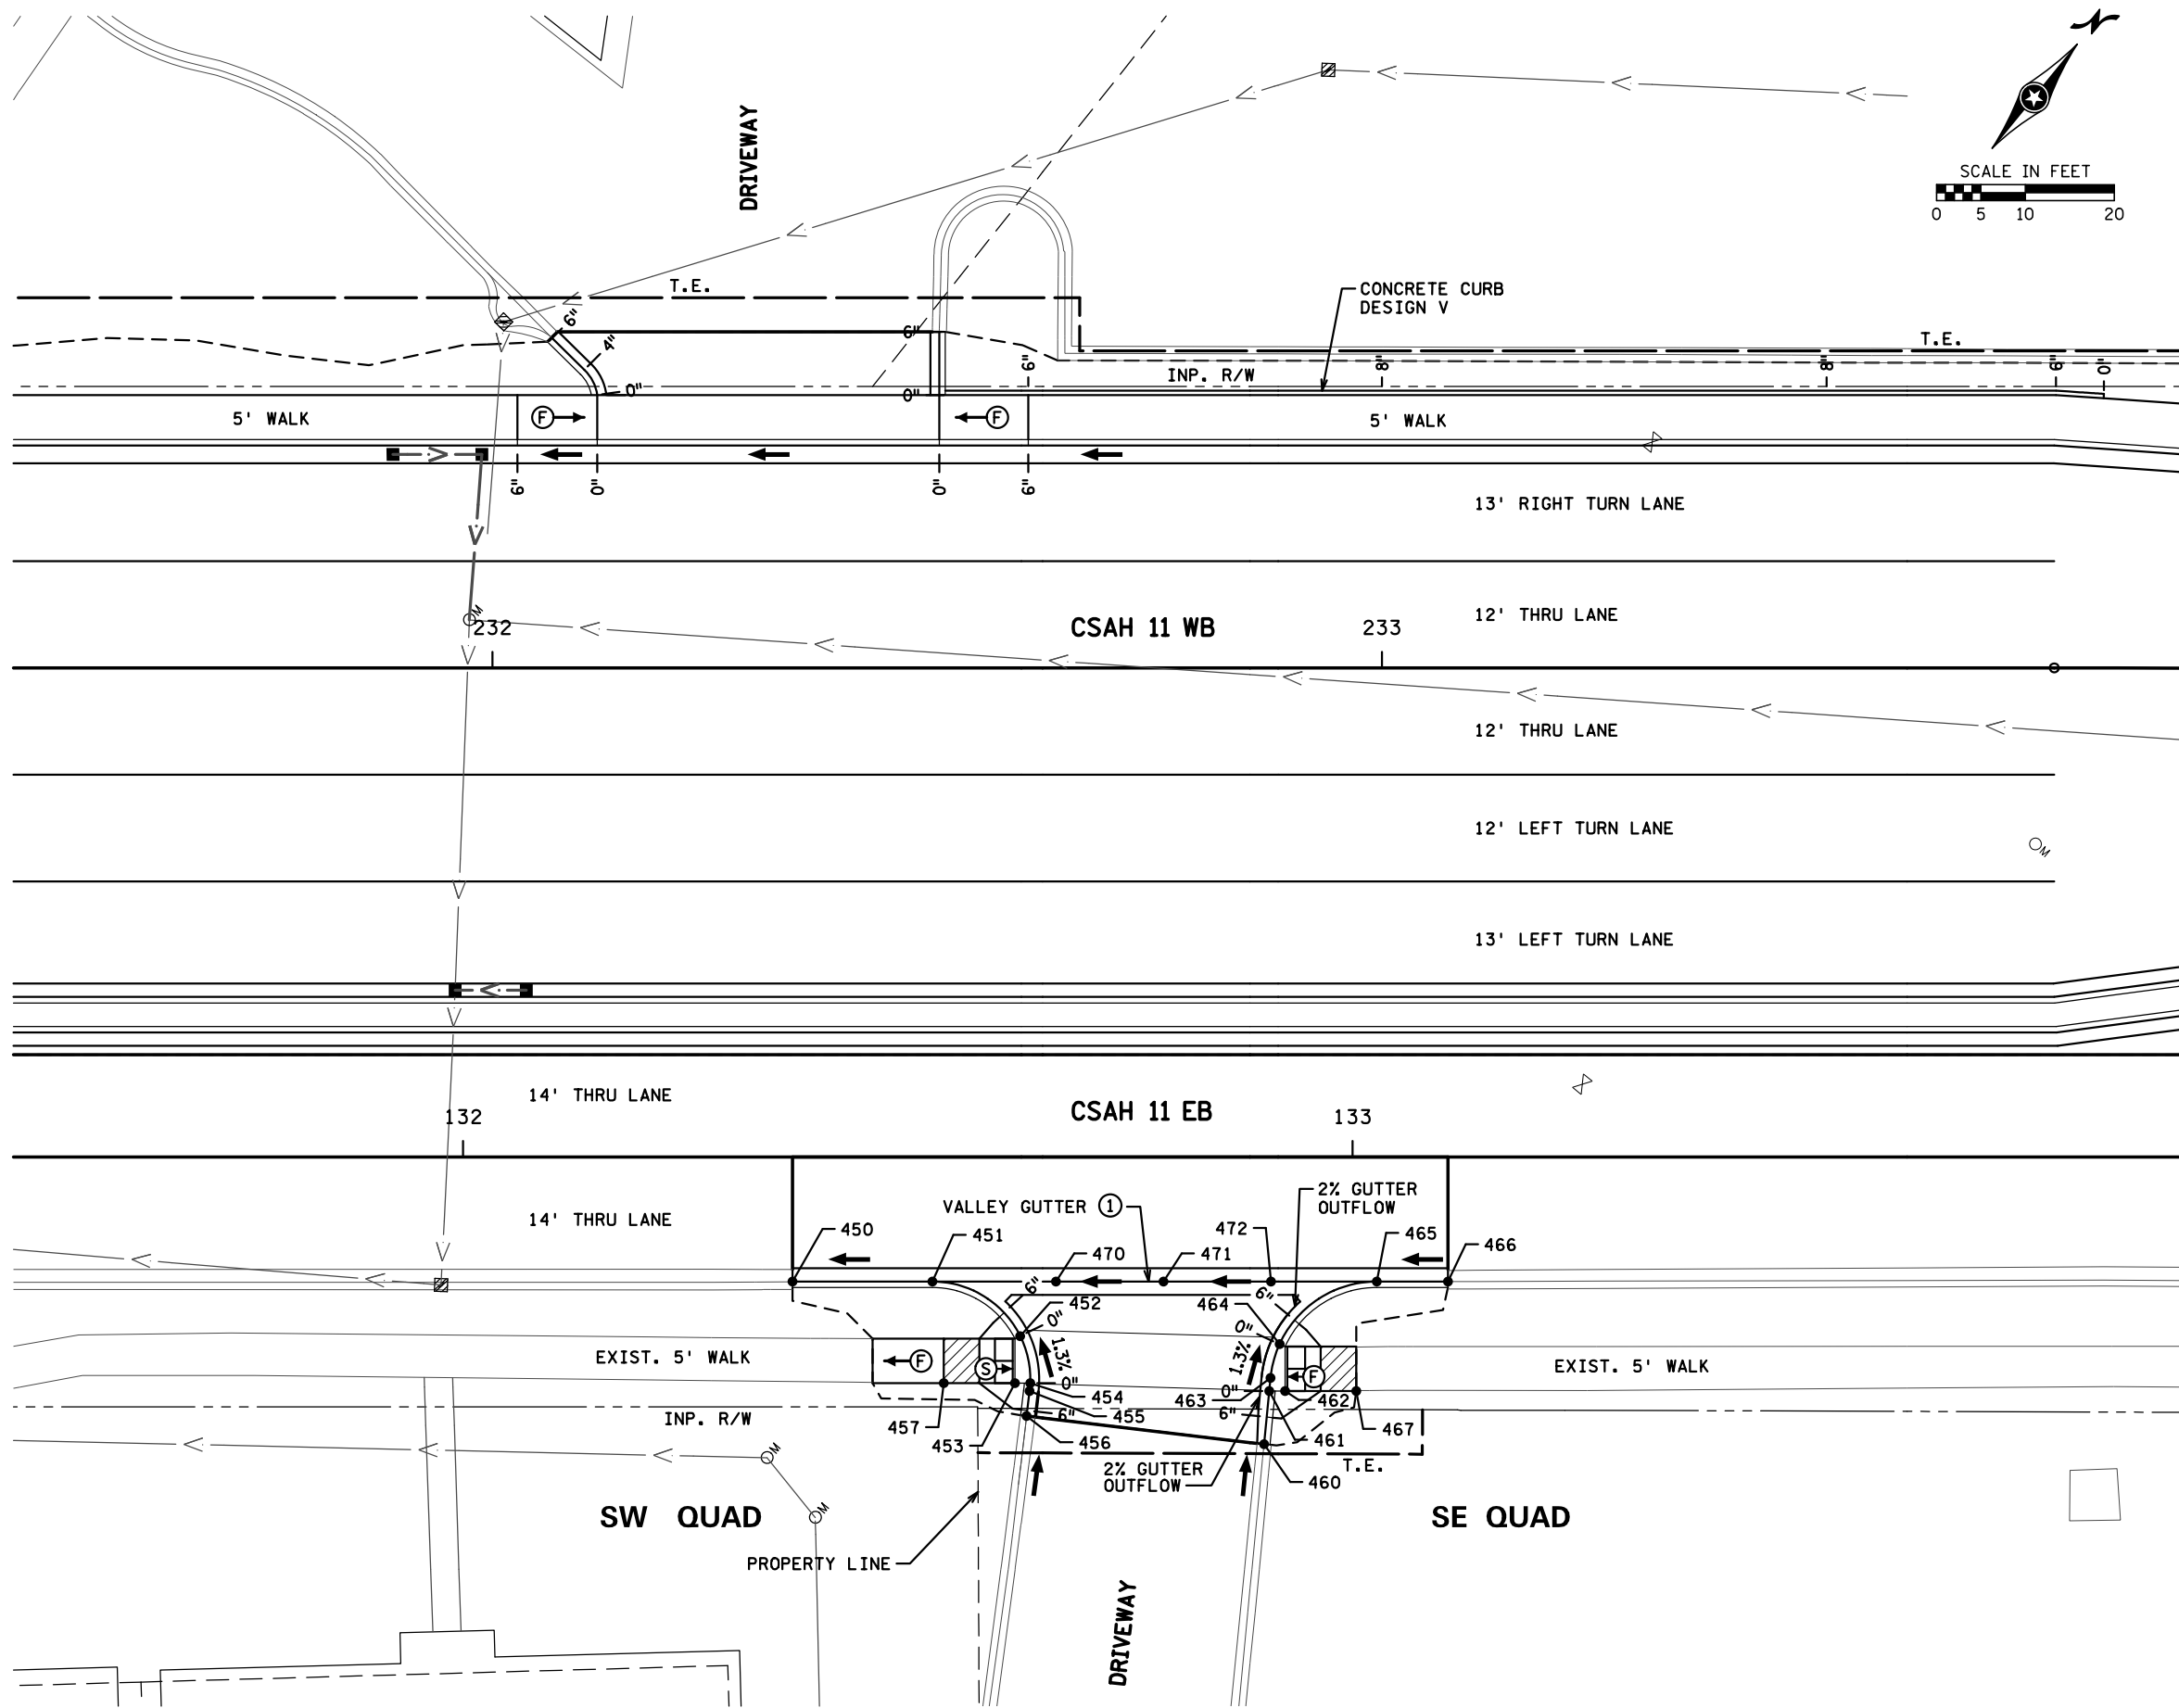 N
SCALE IN FEET
0 5 10 20
DRIVEWAY
T.E.
CONCRETE CURB
DESIGN V
T.E.
6"
4"
0"
6"
0"
6"
8"
8"
6"
0"
INP. R/W
5' WALK
F
F
5' WALK
6"
0"
0"
6"
13' RIGHT TURN LANE
M
232
CSAH 11 WB
233
12' THRU LANE
12' THRU LANE
12' LEFT TURN LANE
M
13' LEFT TURN LANE
14' THRU LANE
132
CSAH 11 EB
133
14' THRU LANE
VALLEY GUTTER 1
2% GUTTER
OUTFLOW
450
451
470
471
472
465
466
6"
452
464
6"
0"
0"
1.3%
1.3%
EXIST. 5' WALK
F
S
F
EXIST. 5' WALK
0"
454
463
0"
462
INP. R/W
6"
455
6"
467
457
453
456
461
T.E.
2% GUTTER
OUTFLOW
460
M
M
SW QUAD
SE QUAD
PROPERTY LINE
DRIVEWAY